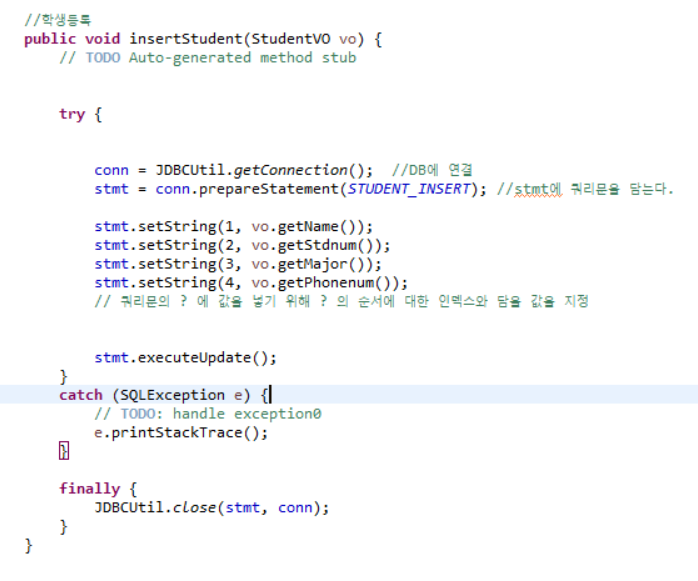 //학생등록
public void insertStudent(StudentVO vo) {
// TODO Auto-generated method stub
try {
conn = JDBCUtil.getConnection(); //DB에 연결
stmt = conn.prepareStatement(STUDENT_INSERT); //stmt에 쿼리문을 담는다.
stmt.setString(1, vo.getName());
stmt.setString(2, vo.getStdnum());
stmt.setString(3, vo.getMajor());
stmt.setString(4, vo.getPhonenum());
// 쿼리문의 ? 에 값을 넣기 위해 ? 의 순서에 대한 인덱스와 담을 값을 지정
stmt.executeUpdate();
}
catch (SQLException e) {
// TODO: handle exception0
e.printStackTrace();
}
finally {
JDBCUtil.close(stmt, conn);
}
}